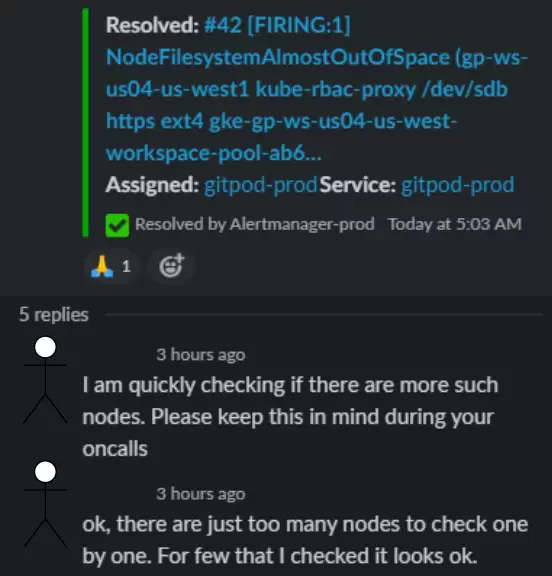 Resolved: #42 [FIRING:1]
NodeFilesystemAlmostOutOfSpace (gp-ws-
us04-us-west1 kube-rbac-proxy /dev/sdb
https ext4 gke-gp-ws-us04-us-west-
workspace-pool-ab6...
Assigned: gitpod-prodService: gitpod-prod
Resolved by Alertmanager-prod Today at 5:03 AM
1
5 replies
3 hours ago
I am quickly checking if there are more such
nodes. Please keep this in mind during your
oncalls
3 hours ago
ok, there are just too many nodes to check one
by one. For few that I checked it looks ok.